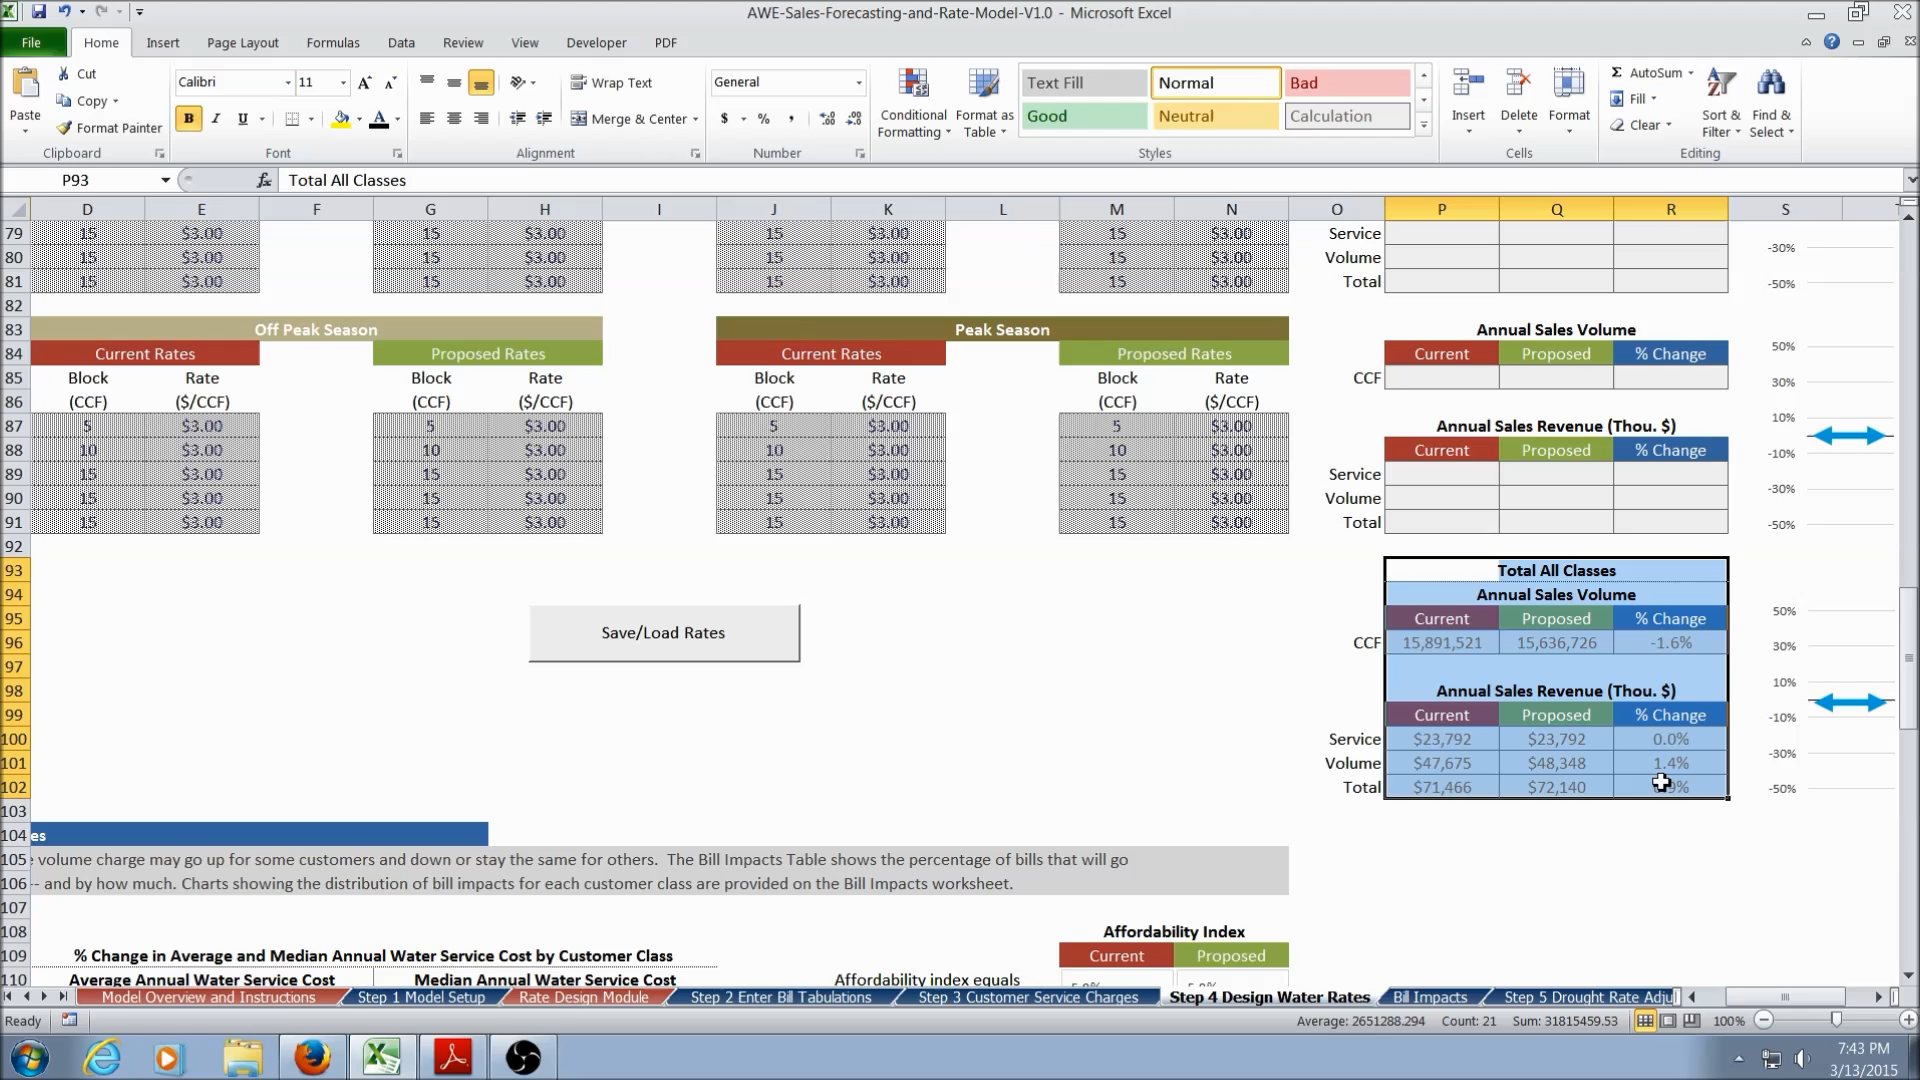 AWE-Sales-Forecasting-and-Rate-Model-V1.0 - Microsoft Excel
File Home Insert Page Layout Formulas Data Review View Developer PDF
Paste
Cut
Copy
Format Painter
Calibri 11
B I U A
Wrap Text
Merge & Center
General
$ % ,
Conditional Formatting
Format as Table
Text Fill Normal Bad
Good Neutral Calculation
Insert Delete Format
AutoSum
Fill
Clear
Sort & Filter
Find & Select
Clipboard Font Alignment Number Styles Cells Editing
P93 fx Total All Classes
D E F G H I J K L M N O P Q R S
79 15 $3.00 15 $3.00 15 $3.00 15 $3.00 Service -30%
80 15 $3.00 15 $3.00 15 $3.00 15 $3.00 Volume
81 15 $3.00 15 $3.00 15 $3.00 15 $3.00 Total -50%
82
83 Off Peak Season Peak Season Annual Sales Volume
84 Current Rates Proposed Rates Current Rates Proposed Rates Current Proposed % Change 50%
85 Block Rate Block Rate Block Rate Block Rate CCF 30%
86 (CCF) ($/CCF) (CCF) ($/CCF) (CCF) ($/CCF) (CCF) ($/CCF) 10%
87 5 $3.00 5 $3.00 5 $3.00 5 $3.00 Annual Sales Revenue (Thou. $)
88 10 $3.00 10 $3.00 10 $3.00 10 $3.00 Current Proposed % Change -10%
89 15 $3.00 15 $3.00 15 $3.00 15 $3.00 Service
90 15 $3.00 15 $3.00 15 $3.00 15 $3.00 Volume -30%
91 15 $3.00 15 $3.00 15 $3.00 15 $3.00 Total -50%
92
93 Total All Classes
94 Annual Sales Volume
95 Current Proposed % Change 50%
96 Save/Load Rates CCF 15,891,521 15,636,726 -1.6% 30%
97
98 Annual Sales Revenue (Thou. $) 10%
99 Current Proposed % Change -10%
100 Service $23,792 $23,792 0.0%
101 Volume $47,675 $48,348 1.4% -30%
102 Total $71,466 $72,140 -50%
103
104 es
105 volume charge may go up for some customers and down or stay the same for others. The Bill Impacts Table shows the percentage of bills that will go
106 -- and by how much. Charts showing the distribution of bill impacts for each customer class are provided on the Bill Impacts worksheet.
107
108 Affordability Index
109 % Change in Average and Median Annual Water Service Cost by Customer Class Current Proposed
110 Average Annual Water Service Cost Median Annual Water Service Cost Affordability index equals
Model Overview and Instructions Step 1 Model Setup Rate Design Module Step 2 Enter Bill Tabulations Step 3 Customer Service Charges Step 4 Design Water Rates Bill Impacts Step 5 Drought Rate Adju
Ready Average: 2651288.294 Count: 21 Sum: 31815459.53 100%
7:43 PM
3/13/2015